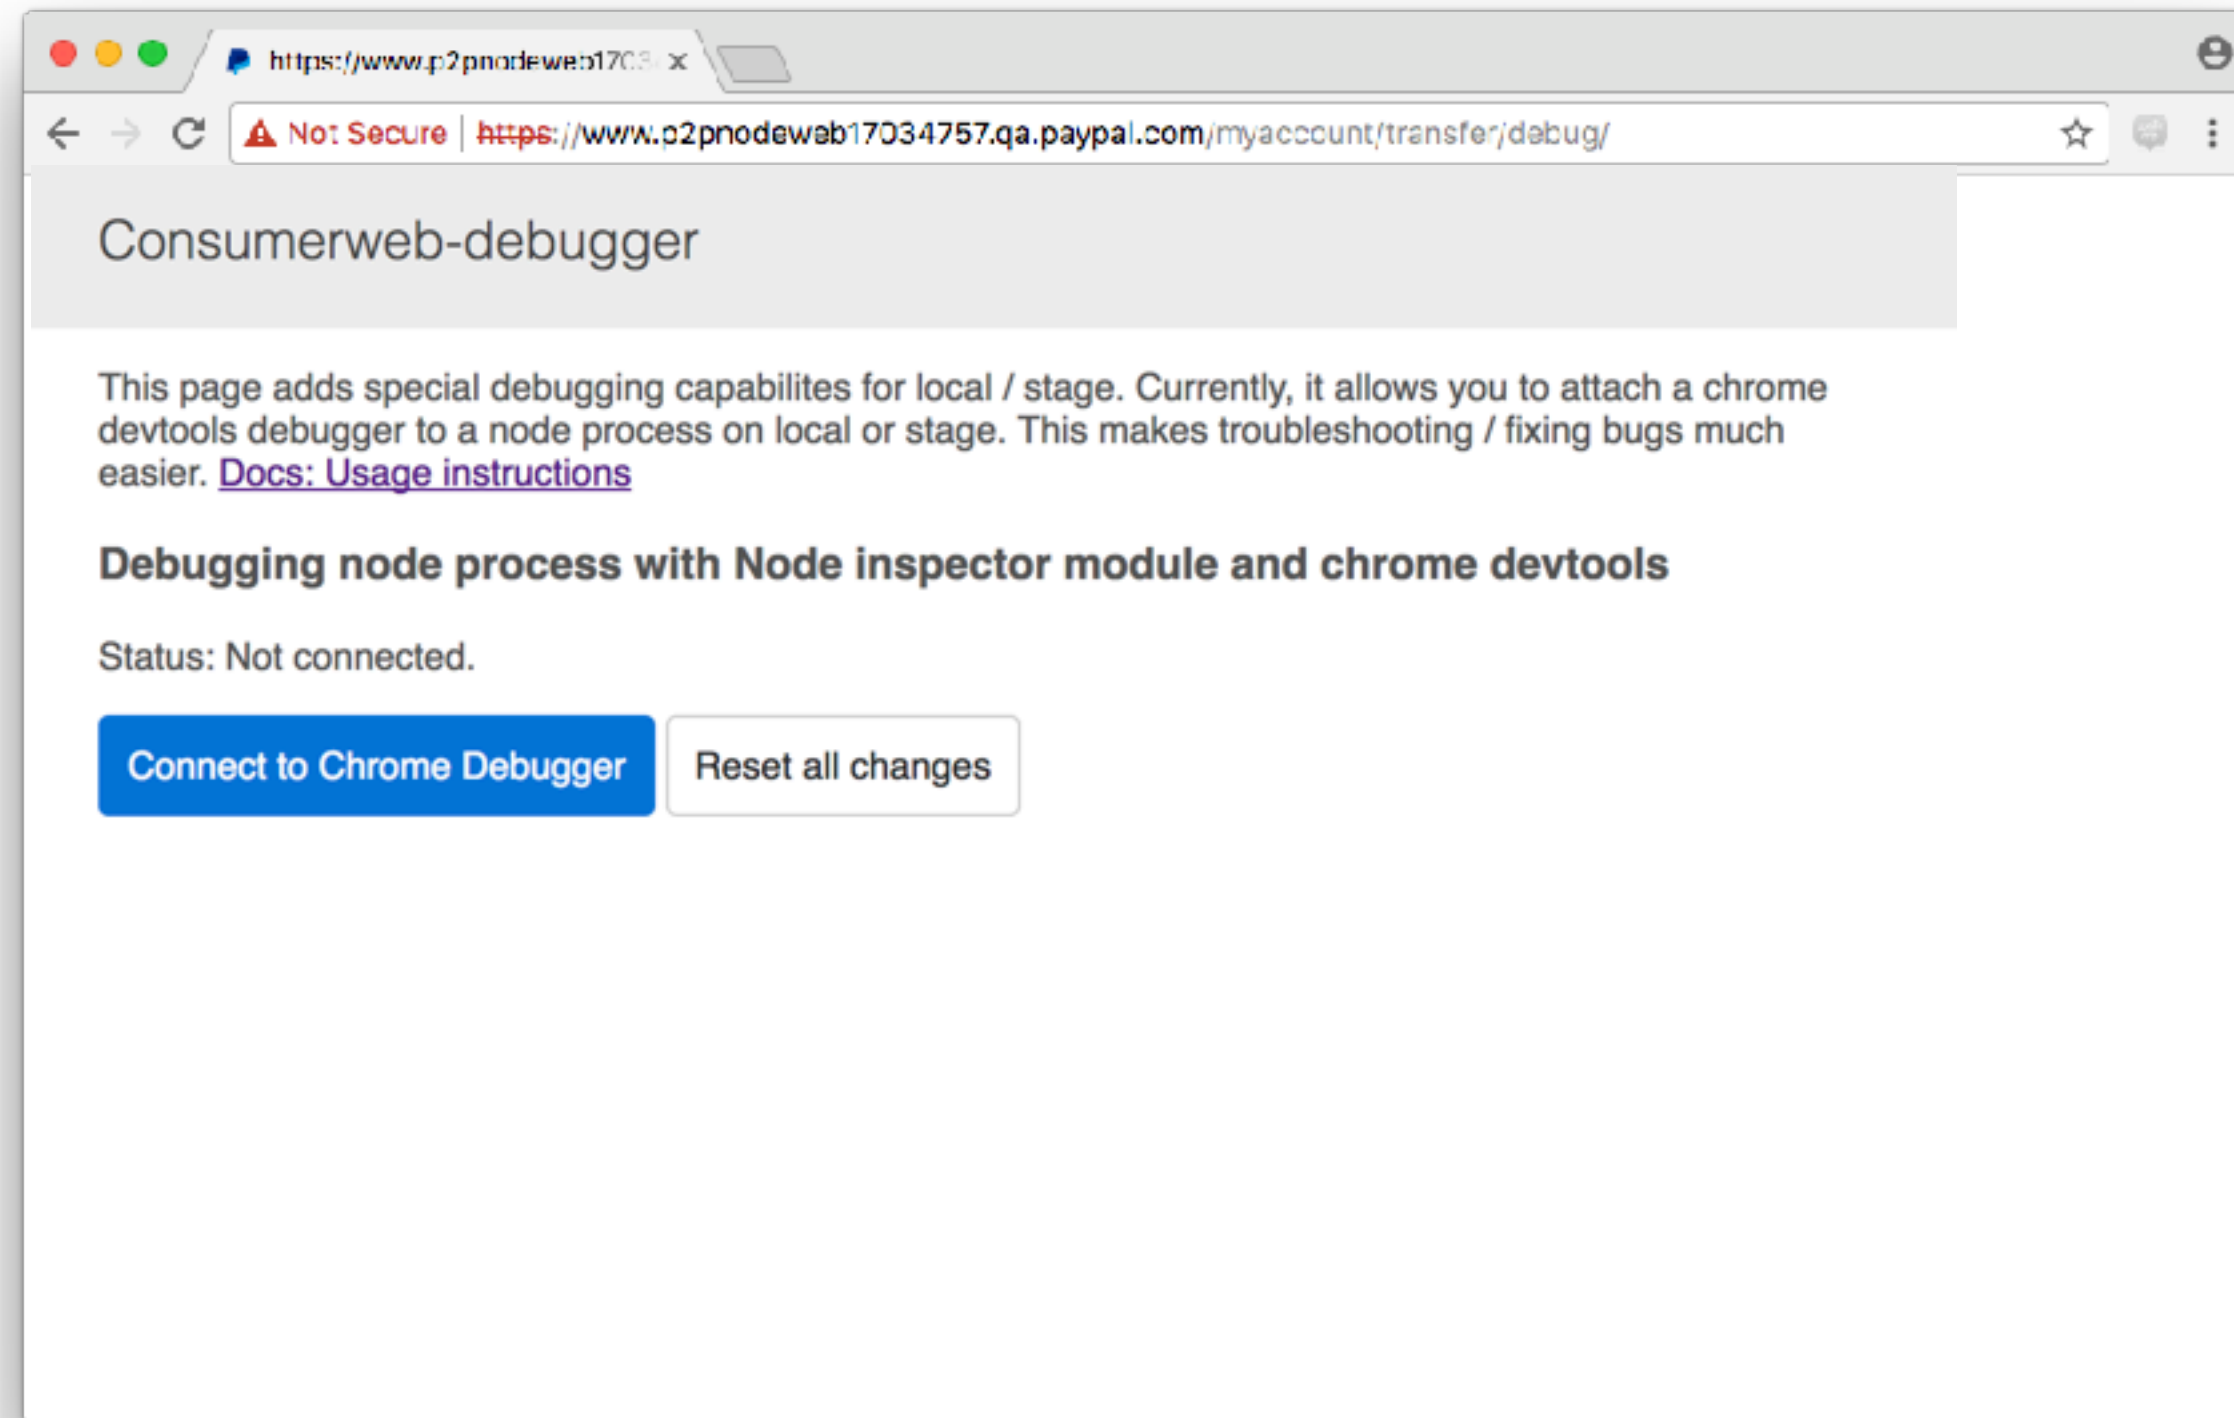 https://www.p2pnodeweb1703
Not Secure | https://www.p2pnodeweb17034757.qa.paypal.com/myaccount/transfer/debug/
Consumerweb-debugger
This page adds special debugging capabilites for local / stage. Currently, it allows you to attach a chrome
devtools debugger to a node process on local or stage. This makes troubleshooting / fixing bugs much
easier. Docs: Usage instructions
Debugging node process with Node inspector module and chrome devtools
Status: Not connected.
Connect to Chrome Debugger Reset all changes